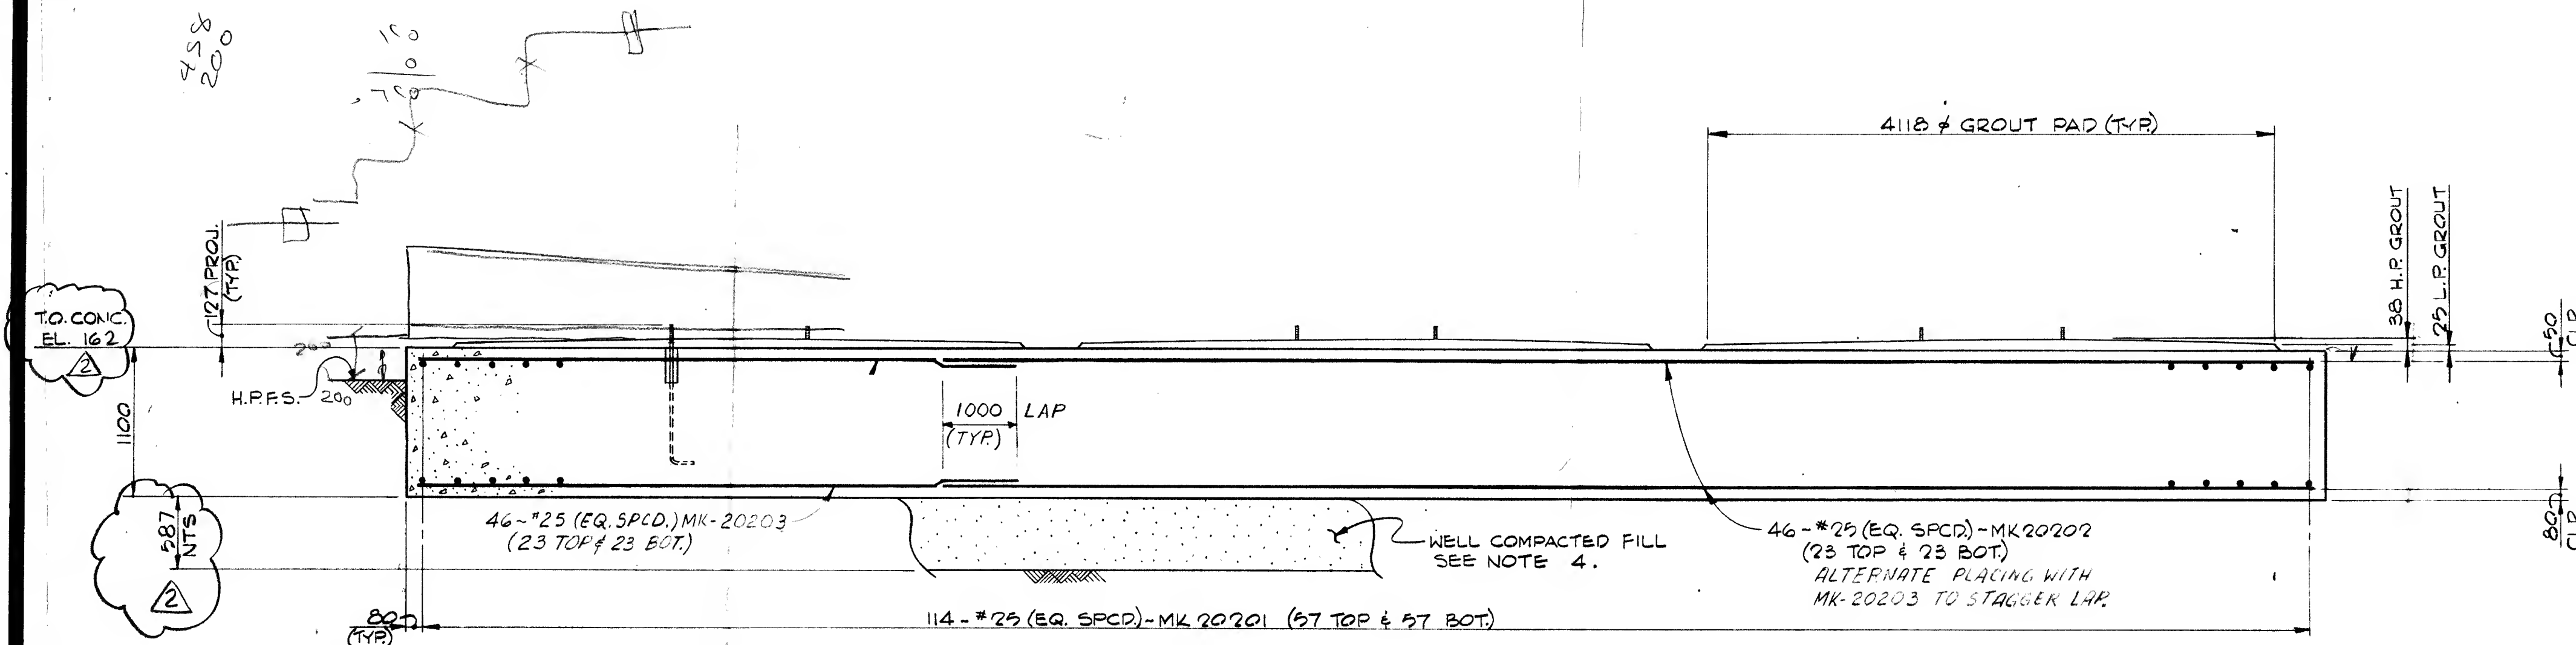 458
200
4118 ϕ GROUT PAD (TYP.)
127 PROJ.
(TYP.)
38 H.P. GROUT
25 L.P. GROUT
T.O. CONC.
EL. 162
2
50
H.P.F.S.
200
1100
1000 LAP
(TYP.)
587
NTS
2
46~#25 (EQ. SPCD.) MK-20203
(23 TOP & 23 BOT.)
WELL COMPACTED FILL
SEE NOTE 4.
46~#25 (EQ. SPCD.)~MK 20202
(23 TOP & 23 BOT.)
ALTERNATE PLACING WITH
MK-20203 TO STAGGER LAP.
80
80
(TYP.)
114~#25 (EQ. SPCD.)~MK 20201 (57 TOP & 57 BOT.)